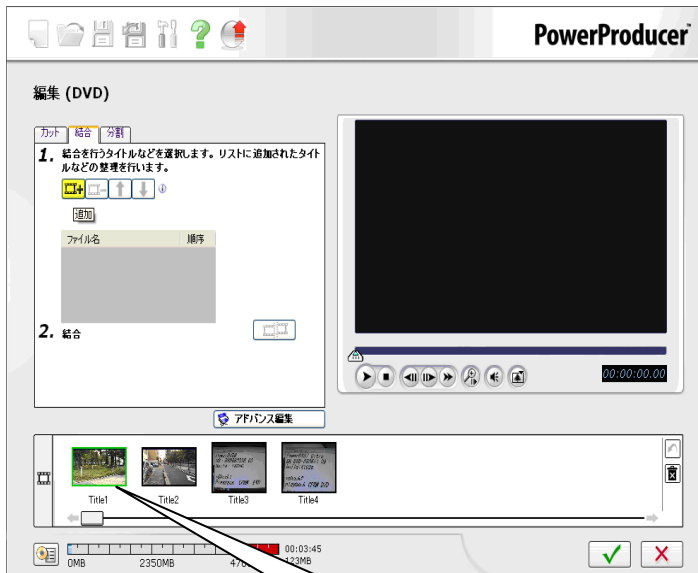 PowerProducer
編集 (DVD)
カット 結合 分割
1. 結合を行うタイトルなどを選択します。リストに追加されたタイト
ルなどの整理を行います。
追加
ファイル名 順序
2. 結合
アドバンス編集
00:00:00.00
Title1 Title2 Title3 Title4
00:03:45
0MB 2350MB 123MB